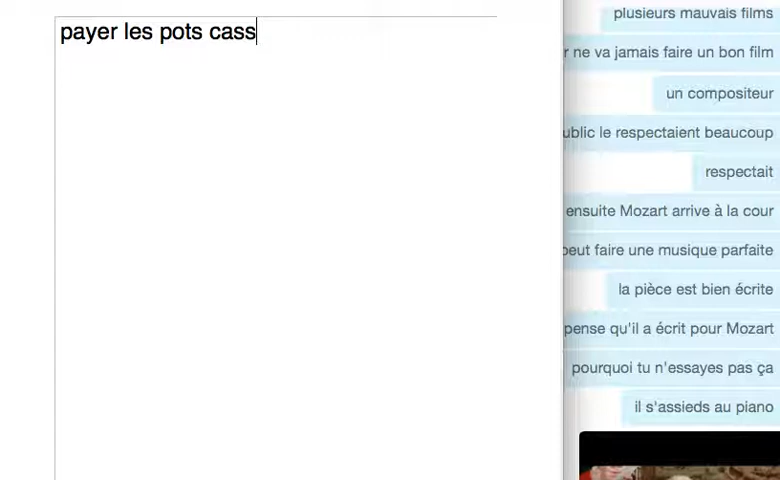 payer les pots cass
plusieurs mauvais films
ne va jamais faire un bon film
un compositeur
le respectaient beaucoup
respectait
ensuite Mozart arrive à la cour
peut faire une musique parfaite
la pièce est bien écrite
pense qu'il a écrit pour Mozart
pourquoi tu n'essayes pas ça
il s'assieds au piano